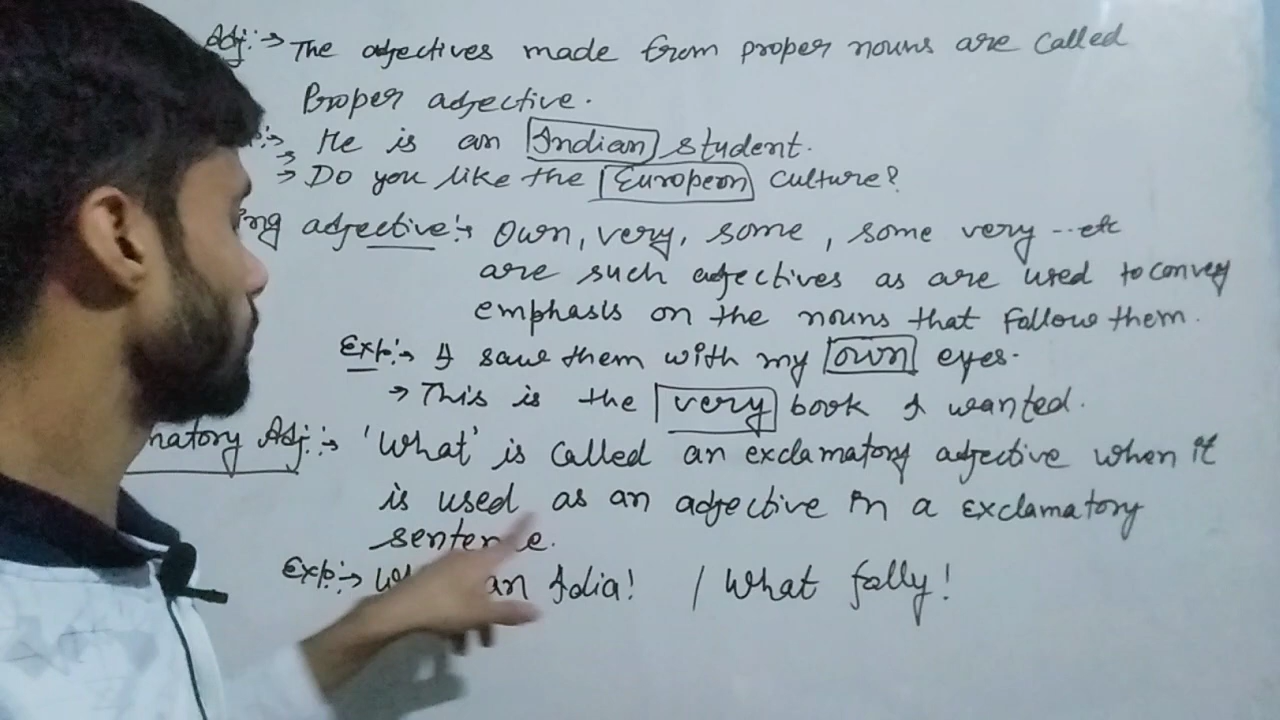 Adj:→ The adjectives made from proper nouns are called
Proper adjective.
→ He is an Indian student.
→ Do you like the European culture?
ing adjective:→ Own, very, some, some very --etc
are such adjectives as are used to convey
emphasis on the nouns that follow them.
Exp:→ I saw them with my own eyes.
→ This is the very book I wanted.
matory Adj:→ 'What' is called an exclamatory adjective when it
is used as an adjective in a exclamatory
sentence.
Exp:→ an Idia! / What folly!